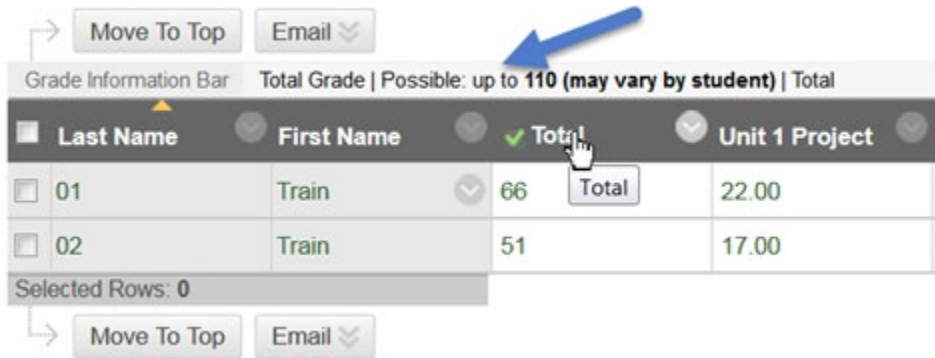 Move To Top Email
Grade Information Bar Total Grade | Possible: up to 110 (may vary by student) | Total
Last Name First Name Total Unit 1 Project
01 Train 66 Total 22.00
02 Train 51 17.00
Selected Rows: 0
Move To Top Email